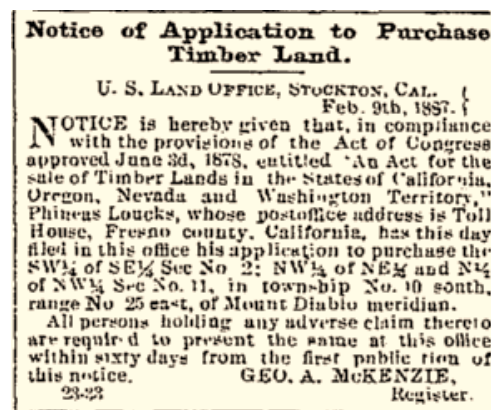 Notice of Application to Purchase
Timber Land.
U. S. LAND OFFICE, STOCKTON, CAL. {
Feb. 9th, 1887. {
NOTICE is hereby given that, in compliance
with the provisions of the Act of Congress
approved June 3d, 1878, entitled "An Act for the
sale of Timber Lands in the States of California,
Oregon, Nevada and Washington Territory,"
Phineas Loucks, whose postoffice address is Toll
House, Fresno county, California, has this day
filed in this office his application to purchase the
SW¼ of SE¼ Sec No 2; NW¼ of NE¼ and N½
of NW¼ Sec No. 11, in township No. 10 south,
range No 25 east, of Mount Diablo meridian.
All persons holding any adverse claim thereto
are required to present the same at this office
within sixty days from the first public tion of
this notice. GEO. A. McKENZIE,
23-33 Register.